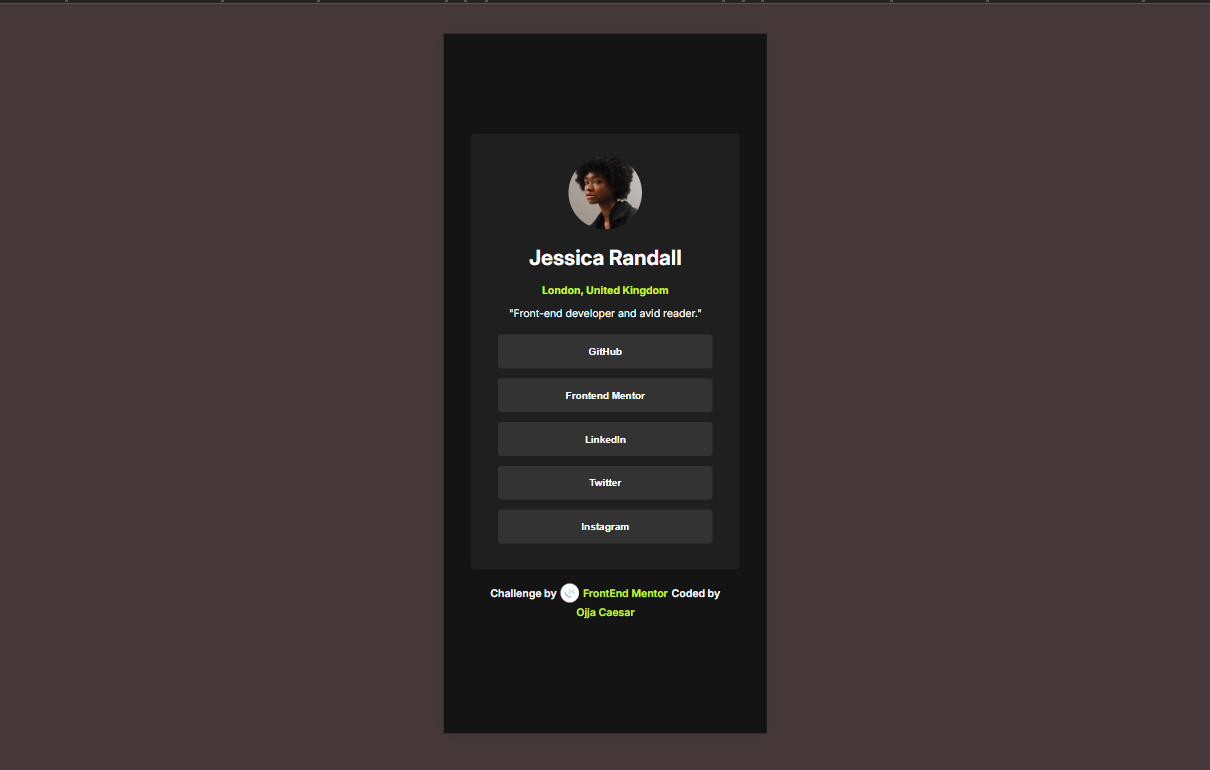 Jessica Randall
London, United Kingdom
"Front-end developer and avid reader."
GitHub
Frontend Mentor
LinkedIn
Twitter
Instagram
Challenge by FrontEnd Mentor Coded by
Ojja Caesar